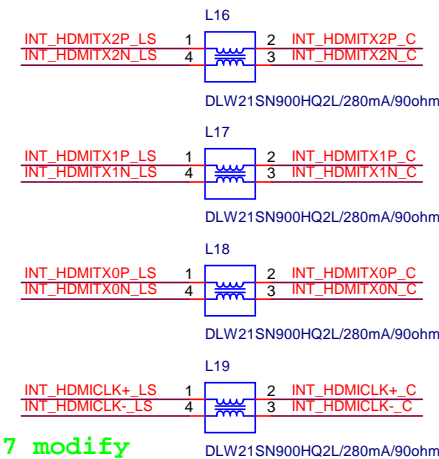 L16
INT_HDMITX2P_LS 1 2 INT_HDMITX2P_C
INT_HDMITX2N_LS 4 3 INT_HDMITX2N_C
DLW21SN900HQ2L/280mA/90ohm
L17
INT_HDMITX1P_LS 1 2 INT_HDMITX1P_C
INT_HDMITX1N_LS 4 3 INT_HDMITX1N_C
DLW21SN900HQ2L/280mA/90ohm
L18
INT_HDMITX0P_LS 1 2 INT_HDMITX0P_C
INT_HDMITX0N_LS 4 3 INT_HDMITX0N_C
DLW21SN900HQ2L/280mA/90ohm
L19
INT_HDMICLK+_LS 1 2 INT_HDMICLK+_C
INT_HDMICLK-_LS 4 3 INT_HDMICLK-_C
7 modify
DLW21SN900HQ2L/280mA/90ohm